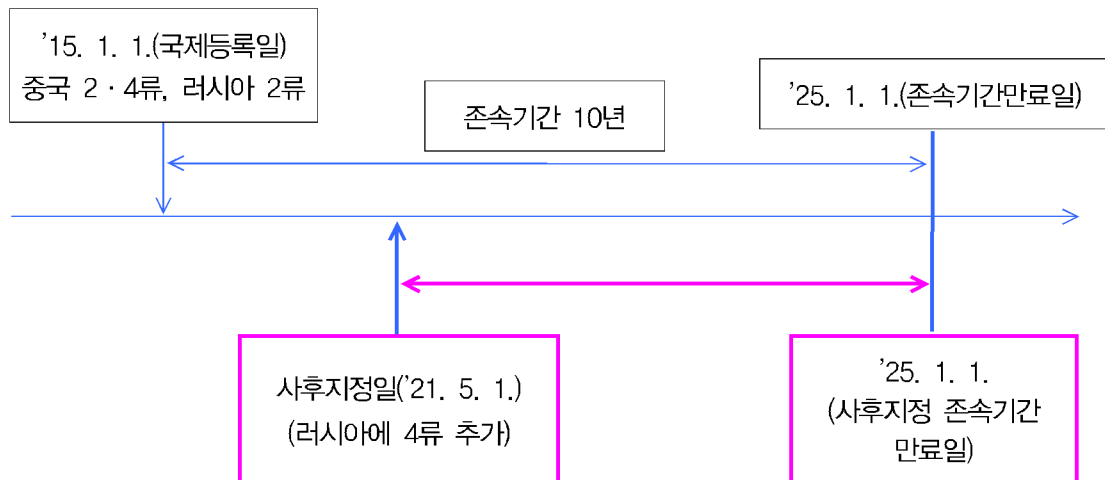 ’15. 1. 1.(국제등록일)
중국 2·4류, 러시아 2류
존속기간 10년
’25. 1. 1.(존속기간만료일)
사후지정일(’21. 5. 1.)
(러시아에 4류 추가)
’25. 1. 1.
(사후지정 존속기간
만료일)